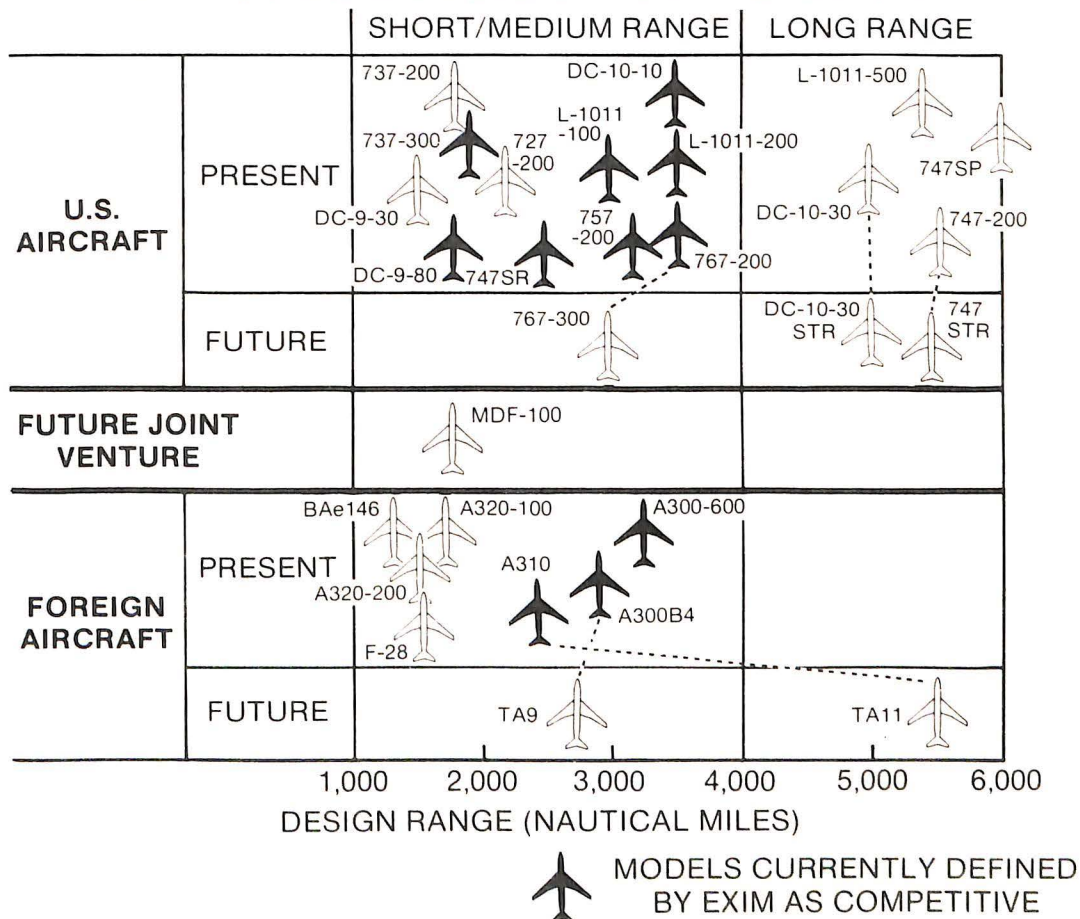 SHORT/MEDIUM RANGE
LONG RANGE
U.S.
AIRCRAFT
PRESENT
737-200
DC-10-10
L-1011-500
L-1011
-100
737-300
727
-200
L-1011-200
747SP
DC-9-30
757
-200
DC-10-30
747-200
DC-9-80
747SR
767-200
FUTURE
767-300
DC-10-30
STR
747
STR
FUTURE JOINT
VENTURE
MDF-100
FOREIGN
AIRCRAFT
PRESENT
BAe146
A320-100
A300-600
A310
A320-200
A300B4
F-28
FUTURE
TA9
TA11
1,000
2,000
3,000
4,000
5,000
6,000
DESIGN RANGE (NAUTICAL MILES)
MODELS CURRENTLY DEFINED
BY EXIM AS COMPETITIVE